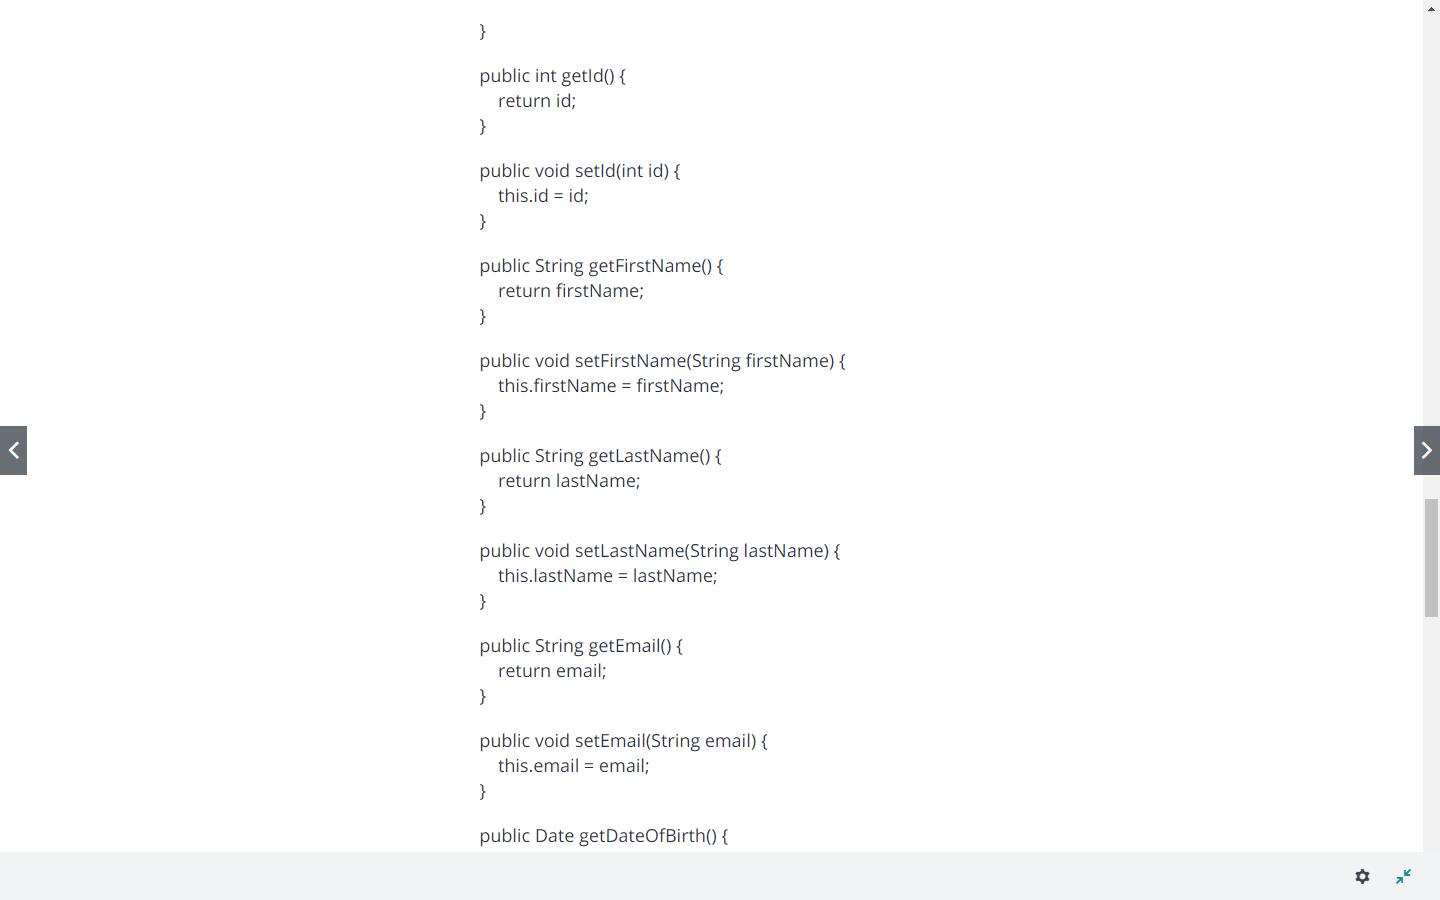 }
public int getId() {
return id;
}
public void setId(int id) {
this.id = id;
}
public String getFirstName() {
return firstName;
}
public void setFirstName(String firstName) {
this.firstName = firstName;
}
public String getLastName() {
return lastName;
}
public void setLastName(String lastName) {
this.lastName = lastName;
}
public String getEmail() {
return email;
}
public void setEmail(String email) {
this.email = email;
}
public Date getDateOfBirth() {